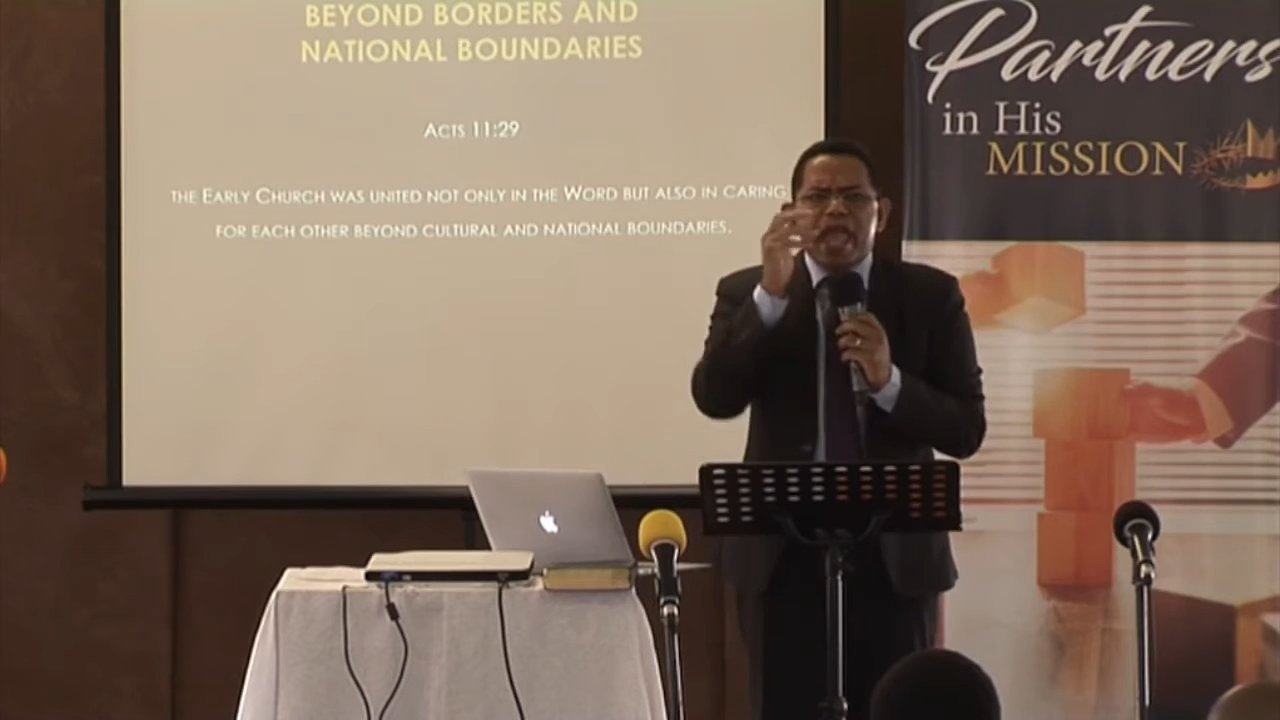 BEYOND BORDERS AND
NATIONAL BOUNDARIES
ACTS 11:29
THE EARLY CHURCH WAS UNITED NOT ONLY IN THE WORD BUT ALSO IN CARING
FOR EACH OTHER BEYOND CULTURAL AND NATIONAL BOUNDARIES.
Partners
in His
MISSION